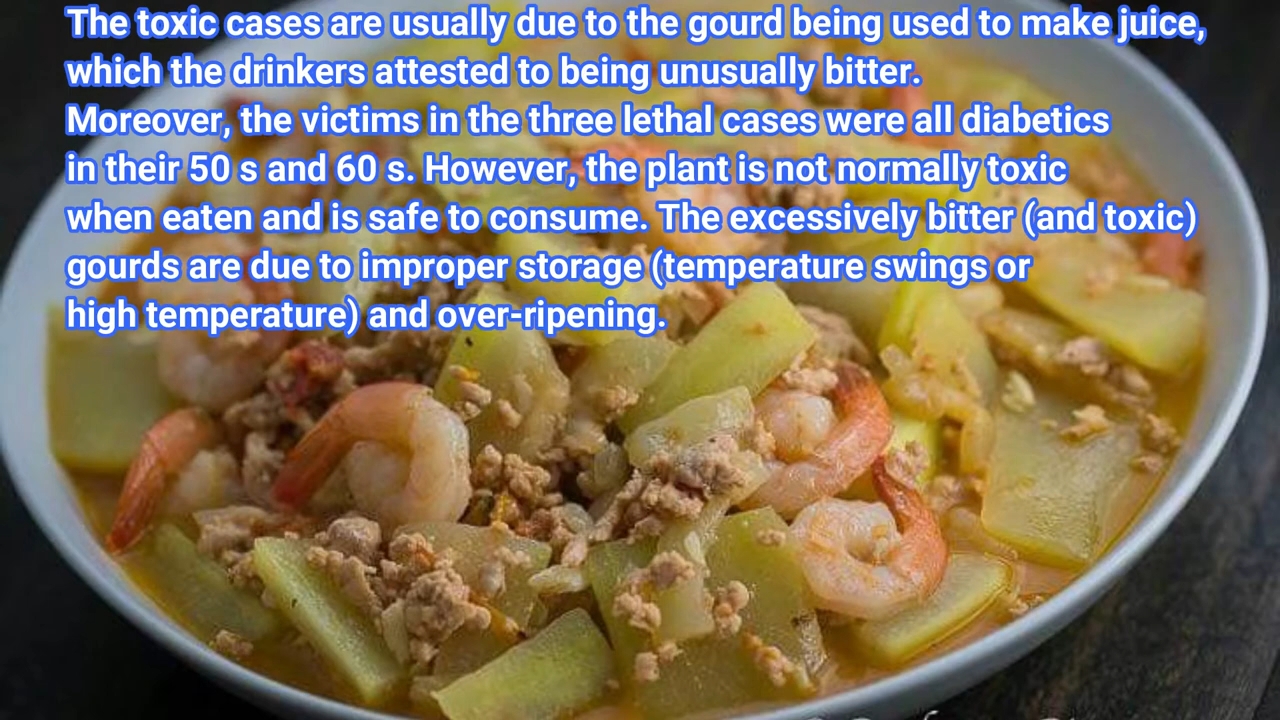 The toxic cases are usually due to the gourd being used to make juice,
which the drinkers attested to being unusually bitter.
Moreover, the victims in the three lethal cases were all diabetics
in their 50 s and 60 s. However, the plant is not normally toxic
when eaten and is safe to consume. The excessively bitter (and toxic)
gourds are due to improper storage (temperature swings or
high temperature) and over-ripening.